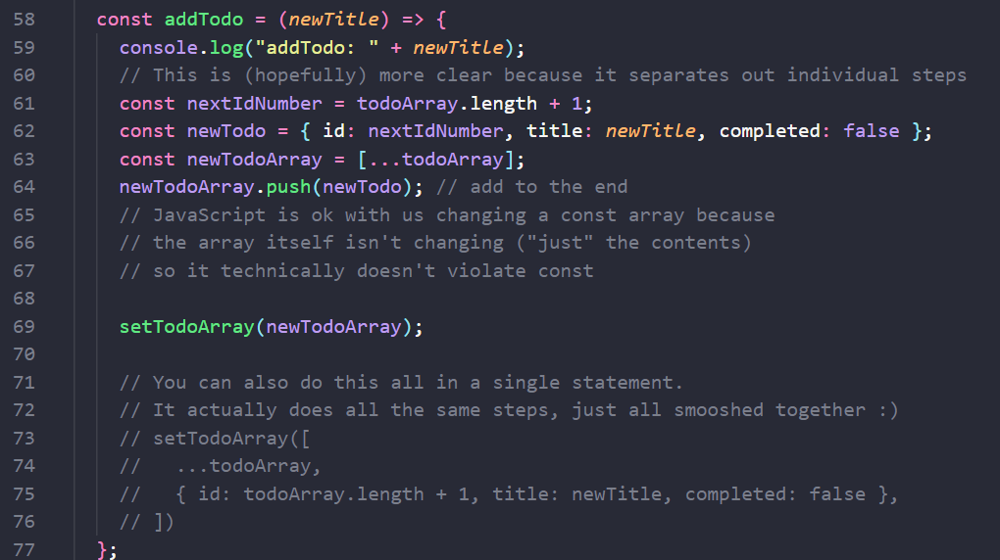 58 const addTodo = (newTitle) => {
59 console.log("addTodo: " + newTitle);
60 // This is (hopefully) more clear because it separates out individual steps
61 const nextIdNumber = todoArray.length + 1;
62 const newTodo = { id: nextIdNumber, title: newTitle, completed: false };
63 const newTodoArray = [...todoArray];
64 newTodoArray.push(newTodo); // add to the end
65 // JavaScript is ok with us changing a const array because
66 // the array itself isn't changing ("just" the contents)
67 // so it technically doesn't violate const
68
69 setTodoArray(newTodoArray);
70
71 // You can also do this all in a single statement.
72 // It actually does all the same steps, just all smooshed together :)
73 // setTodoArray([
74 //   ...todoArray,
75 //   { id: todoArray.length + 1, title: newTitle, completed: false },
76 // ])
77 };